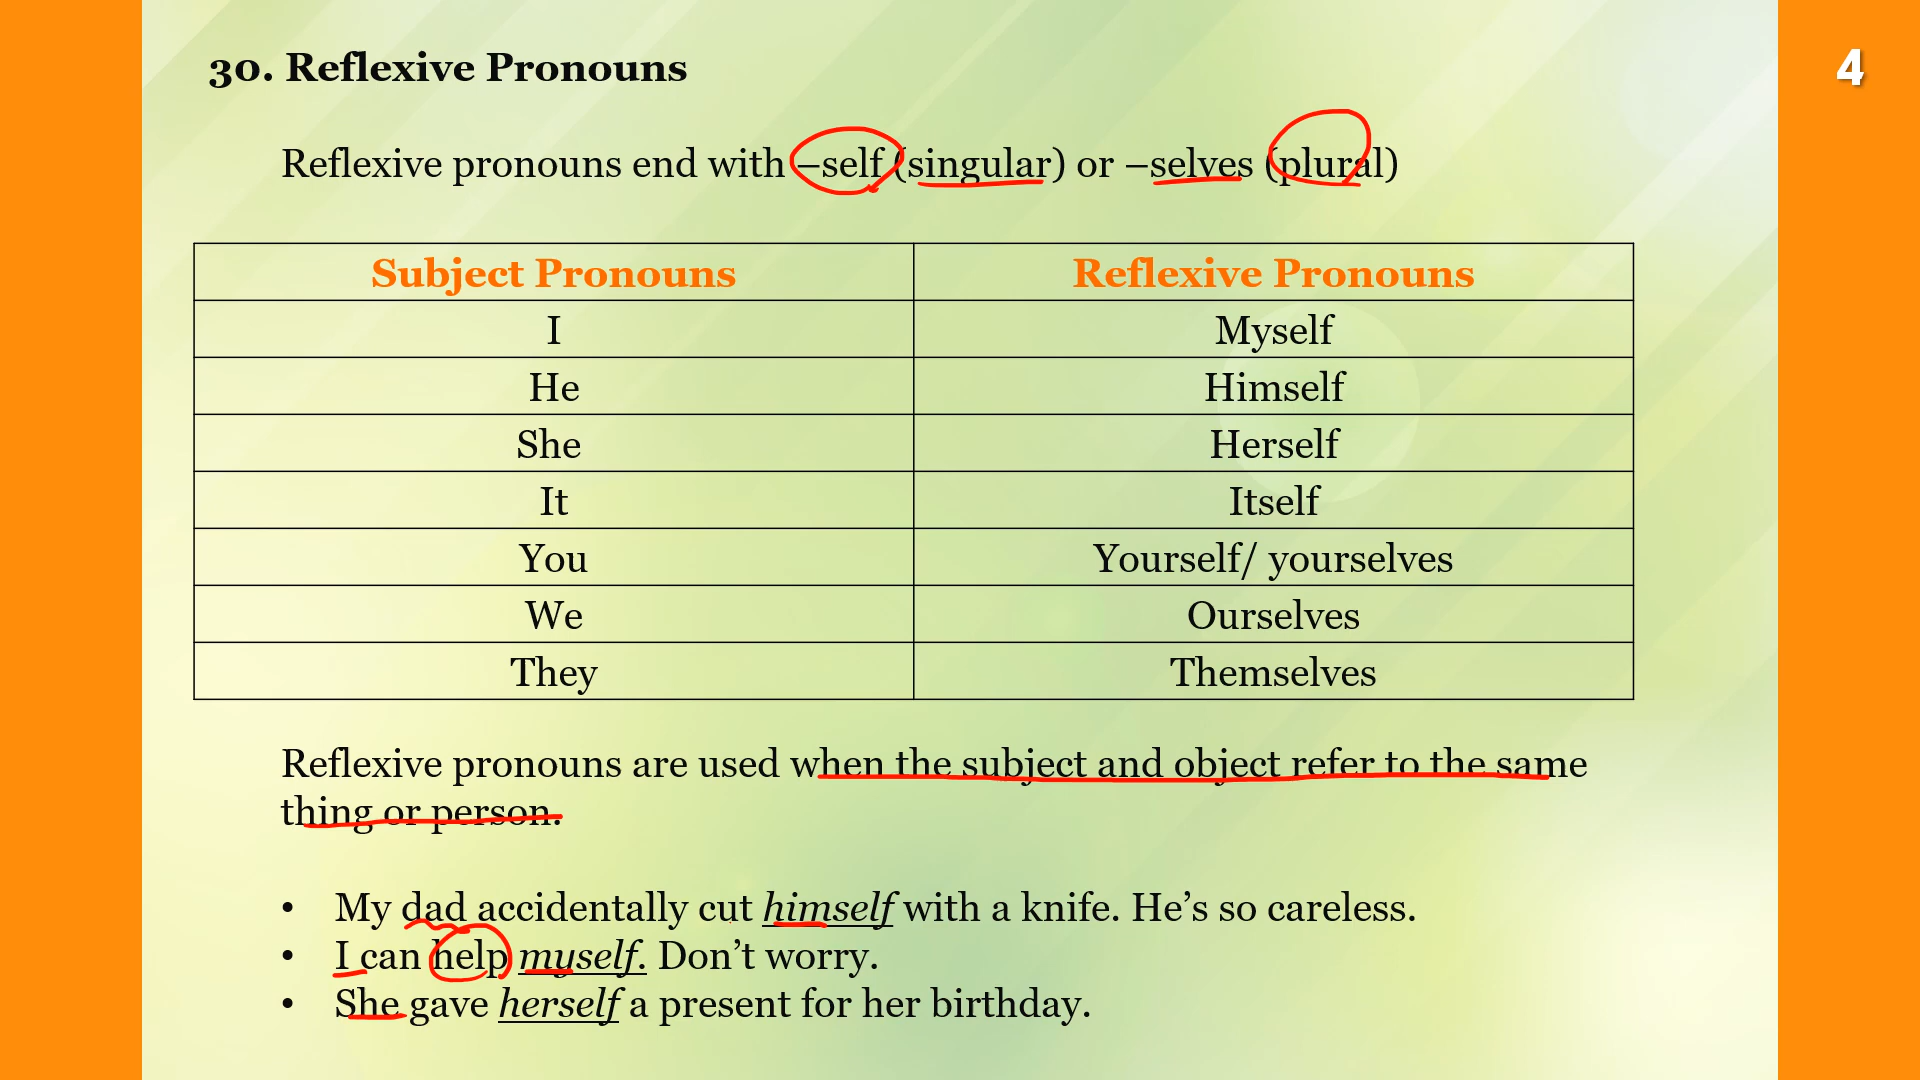 30. Reflexive Pronouns
4
Reflexive pronouns end with –self (singular) or –selves (plural)
Subject Pronouns Reflexive Pronouns
I Myself
He Himself
She Herself
It Itself
You Yourself/ yourselves
We Ourselves
They Themselves
Reflexive pronouns are used when the subject and object refer to the same
thing or person.
• My dad accidentally cut himself with a knife. He’s so careless.
• I can help myself. Don’t worry.
• She gave herself a present for her birthday.